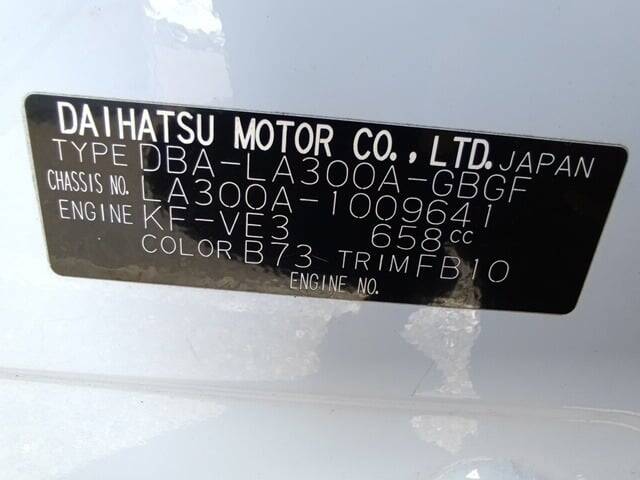 DAIHATSU MOTOR CO., LTD. JAPAN
TYPE DBA-LA300A-GBGF
CHASSIS NO. LA300A-1009641
ENGINE KF-VE3 658cc
COLOR B73 TRIM FB10
ENGINE NO.